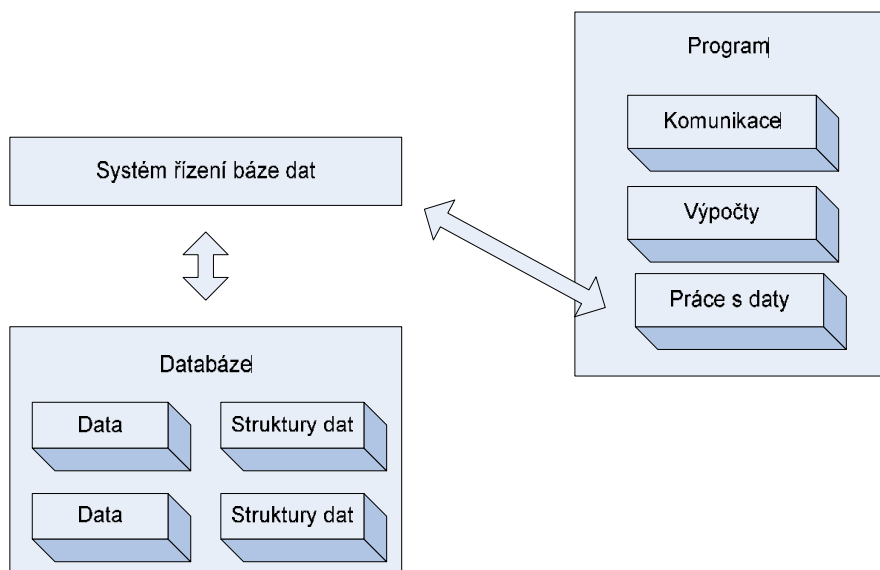 Program
Komunikace
Výpočty
Práce s daty
Systém řízení báze dat
Databáze
Data
Struktury dat
Data
Struktury dat